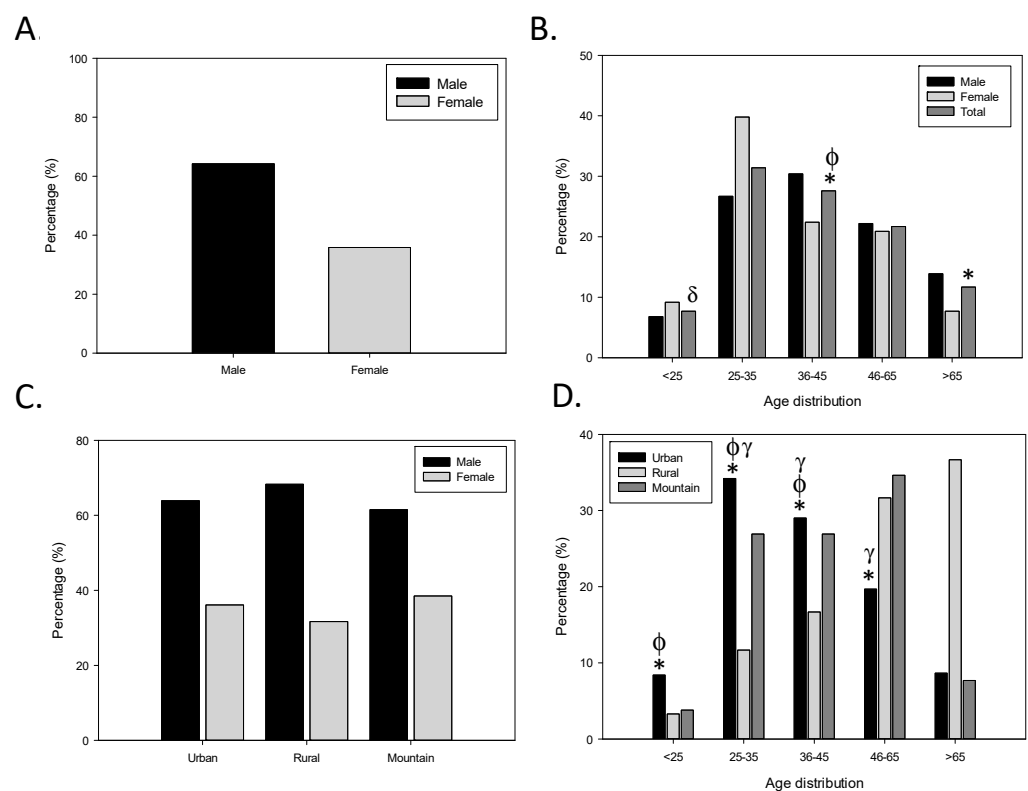 A.
100
80
60
40
20
0
Percentage (%)
Male
Female
Male
Female
B.
50
40
30
20
10
0
Percentage (%)
Male
Female
Total
δ
ϕ
*
*
<25
25-35
36-45
46-65
>65
Age distribution
C.
80
60
40
20
0
Percentage (%)
Male
Female
Urban
Rural
Mountain
D.
40
30
20
10
0
Percentage (%)
Urban
Rural
Mountain
ϕ
*
ϕ γ
*
γ
ϕ
*
γ
*
<25
25-35
36-45
46-65
>65
Age distribution